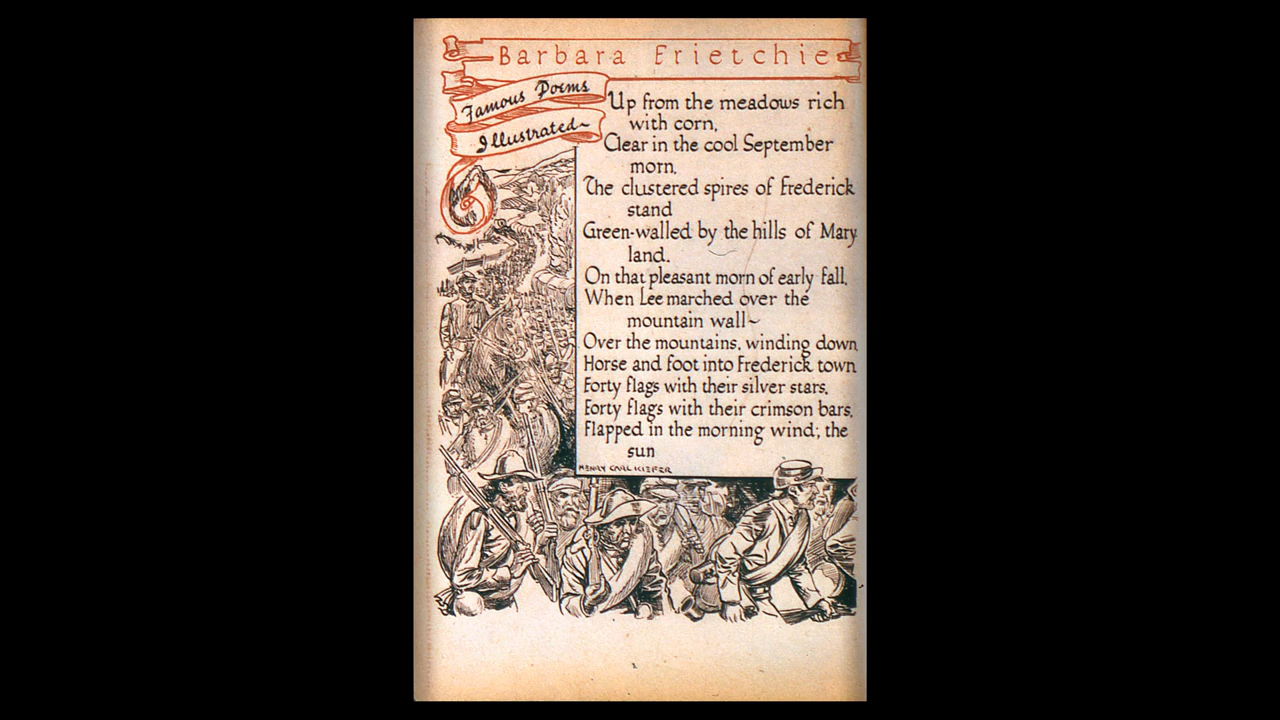 Barbara Frietchie
Famous Poems
Illustrated~
Up from the meadows rich
with corn,
Clear in the cool September
morn,
The clustered spires of Frederick
stand
Green-walled by the hills of Mary
land.
On that pleasant morn of early fall,
When Lee marched over the
mountain wall~
Over the mountains, winding down,
Horse and foot into Frederick town
Forty flags with their silver stars,
Forty flags with their crimson bars,
Flapped in the morning wind; the
sun
HENRY CARL KIEFER